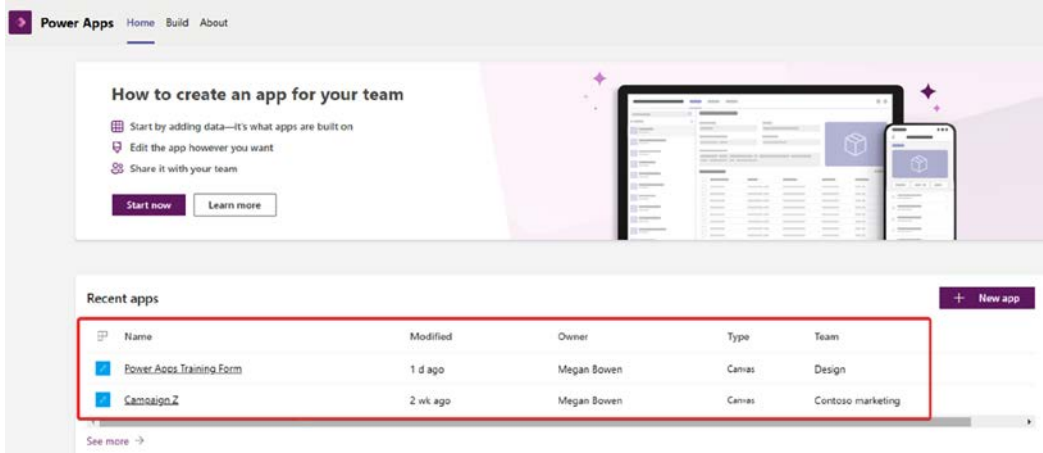 Power Apps Home Build About
How to create an app for your team
Start by adding data—it's what apps are built on
Edit the app however you want
Share it with your team
Start now Learn more
Recent apps
+ New app
Name Modified Owner Type Team
Power Apps Training Form 1 d ago Megan Bowen Canvas Design
Campaign Z 2 wk ago Megan Bowen Canvas Contoso marketing
See more →